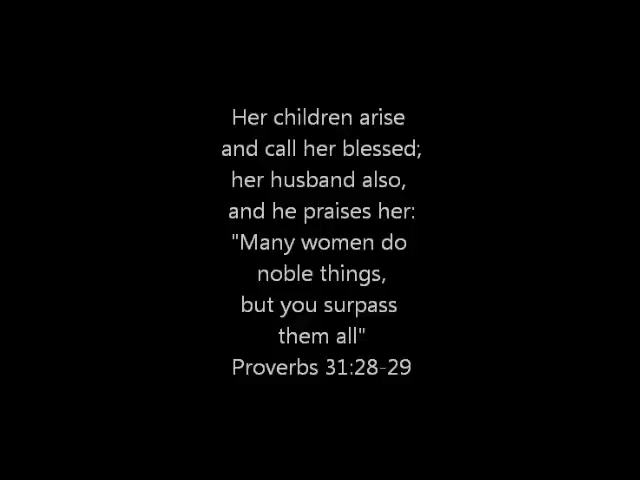 Her children arise
and call her blessed;
her husband also,
and he praises her:
"Many women do
noble things,
but you surpass
them all"
Proverbs 31:28-29